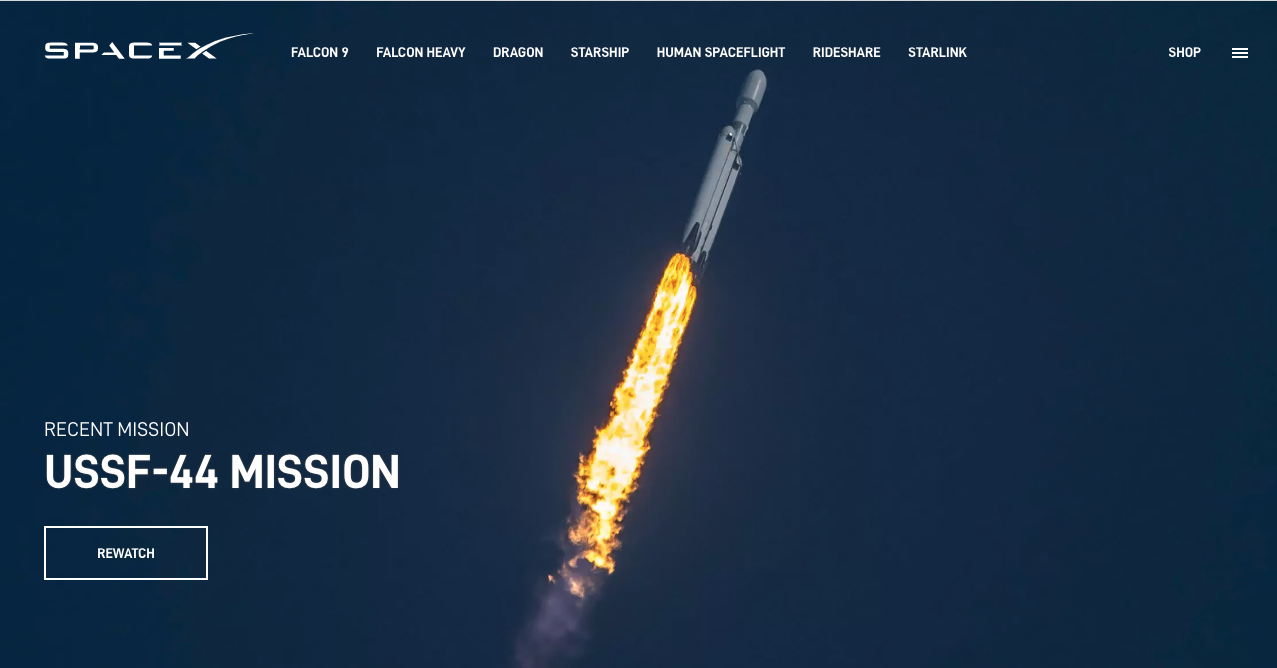 SPACEX FALCON 9 FALCON HEAVY DRAGON STARSHIP HUMAN SPACEFLIGHT RIDESHARE STARLINK SHOP
RECENT MISSION
USSF-44 MISSION
REWATCH